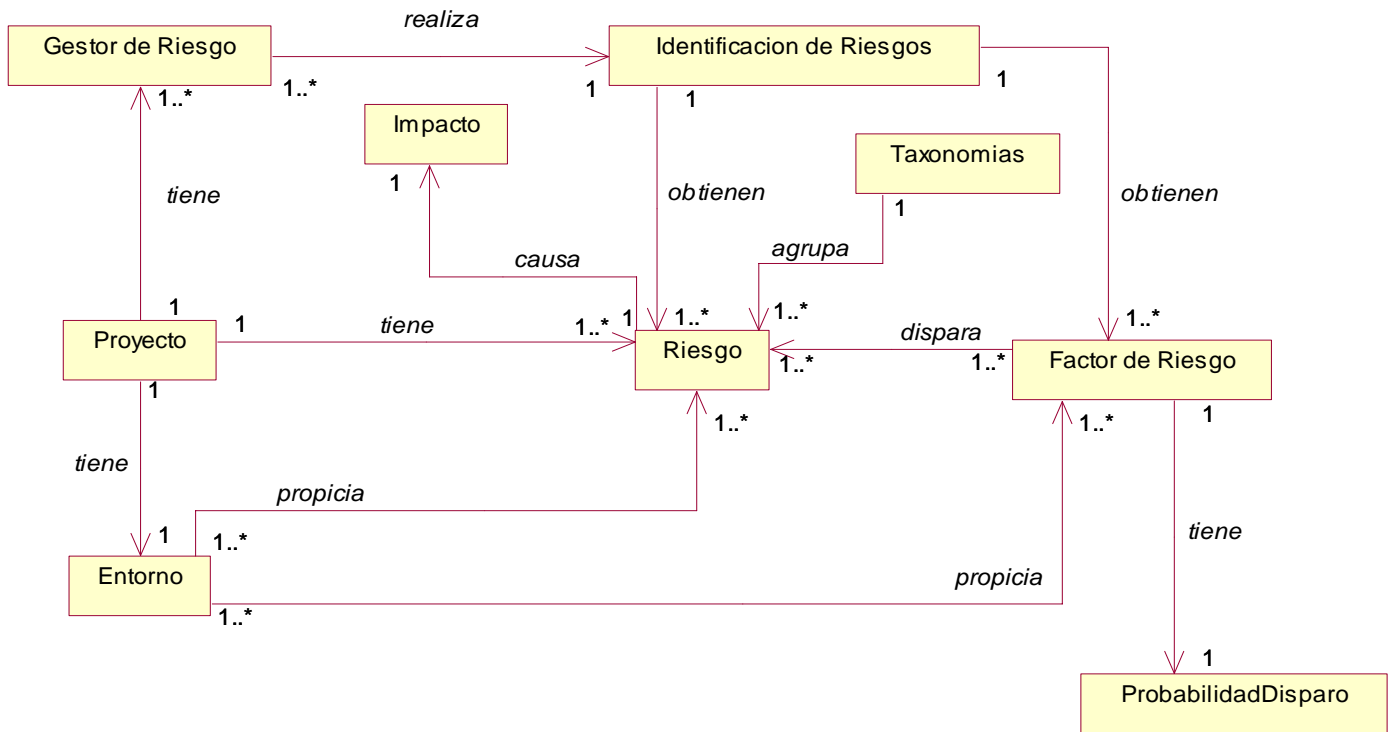 realiza
Gestor de Riesgo
Identificacion de Riesgos
1..*
1..*
1
1
1
Impacto
Taxonomias
1
1
tiene
obtienen
obtienen
causa
agrupa
1
1
tiene
1..*
1
1..*
1..*
dispara
1..*
Proyecto
Riesgo
1..*
1..*
Factor de Riesgo
1
1..*
1..*
1
tiene
propicia
1
1..*
tiene
Entorno
propicia
1..*
1
ProbabilidadDisparo